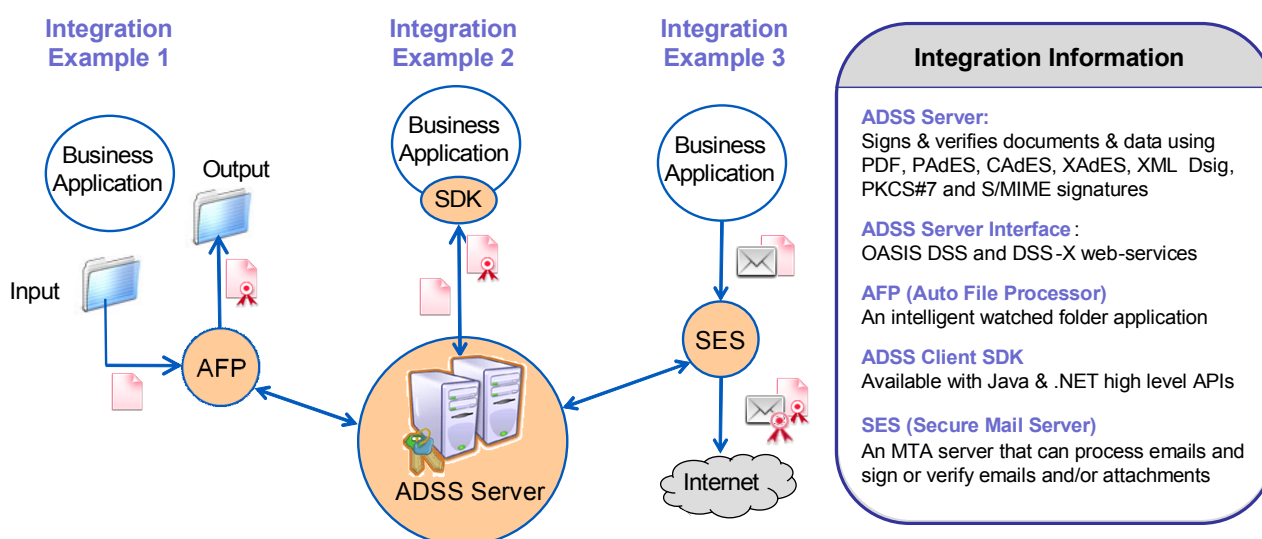 Integration
Example 1
Integration
Example 2
Integration
Example 3
Business
Application
Output
Input
AFP
Business
Application
SDK
ADSS Server
Business
Application
SES
Internet
Integration Information
ADSS Server:
Signs & verifies documents & data using
PDF, PAdES, CAdES, XAdES, XML Dsig,
PKCS#7 and S/MIME signatures
ADSS Server Interface :
OASIS DSS and DSS-X web-services
AFP (Auto File Processor)
An intelligent watched folder application
ADSS Client SDK
Available with Java & .NET high level APIs
SES (Secure Mail Server)
An MTA server that can process emails and
sign or verify emails and/or attachments